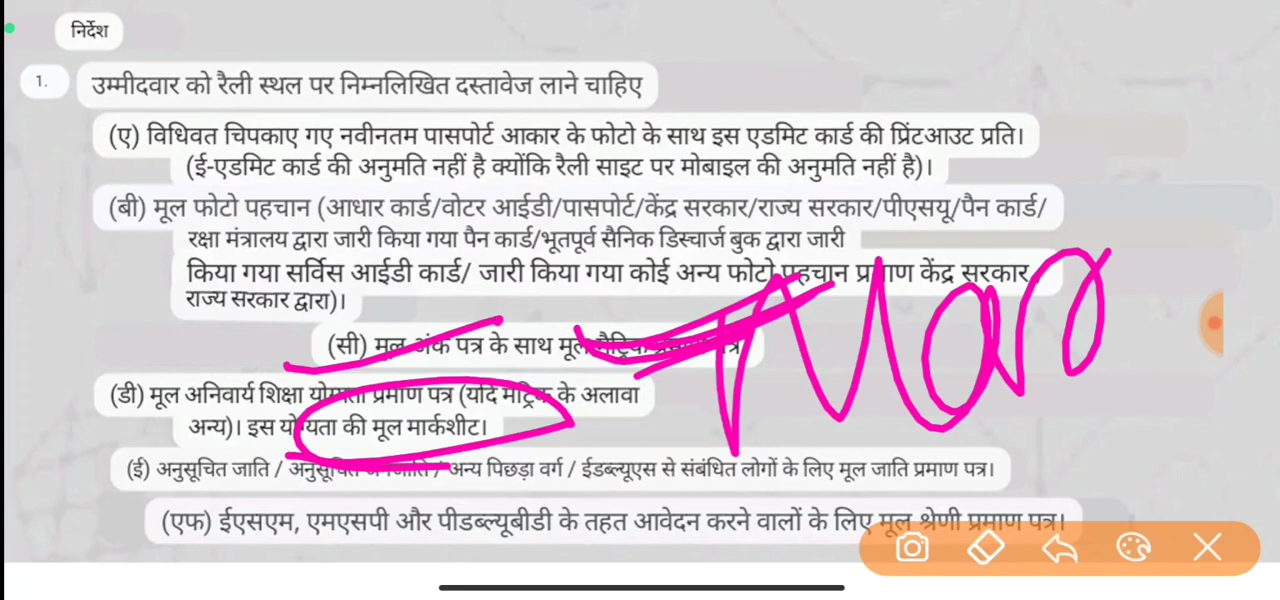 निर्देश
1. उम्मीदवार को रैली स्थल पर निम्नलिखित दस्तावेज लाने चाहिए
(ए) विधिवत चिपकाए गए नवीनतम पासपोर्ट आकार के फोटो के साथ इस एडमिट कार्ड की प्रिंटआउट प्रति।
(ई-एडमिट कार्ड की अनुमति नहीं है क्योंकि रैली साइट पर मोबाइल की अनुमति नहीं है)।
(बी) मूल फोटो पहचान (आधार कार्ड/वोटर आईडी/पासपोर्ट/केंद्र सरकार/राज्य सरकार/पीएसयू/पैन कार्ड/
रक्षा मंत्रालय द्वारा जारी किया गया पैन कार्ड/भूतपूर्व सैनिक डिस्चार्ज बुक द्वारा जारी
किया गया सर्विस आईडी कार्ड/ जारी किया गया कोई अन्य फोटो पहचान प्रमाण केंद्र सरकार
राज्य सरकार द्वारा)।
(सी) मूल अंक पत्र के साथ मूल मैट्रिक पत्र
(डी) मूल अनिवार्य शिक्षा योग्यता प्रमाण पत्र (यदि मैट्रिक के अलावा
अन्य)। इस योग्यता की मूल मार्कशीट।
(ई) अनुसूचित जाति / अनुसूचित जनजाति / अन्य पिछड़ा वर्ग / ईडब्ल्यूएस से संबंधित लोगों के लिए मूल जाति प्रमाण पत्र।
(एफ) ईएसएम, एमएसपी और पीडब्ल्यूबीडी के तहत आवेदन करने वालों के लिए मूल श्रेणी प्रमाण पत्र।